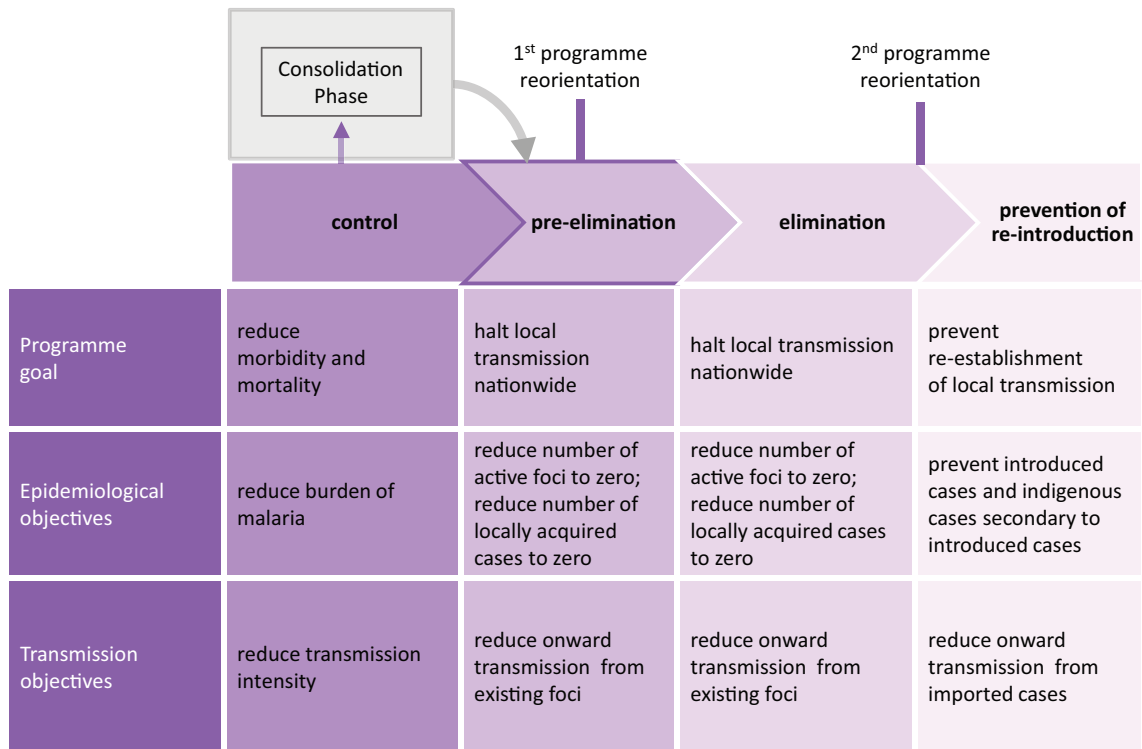 Consolidation
Phase
1st programme
reorientation
2nd programme
reorientation
control
pre-elimination
elimination
prevention of
re-introduction
Programme
goal
reduce
morbidity and
mortality
halt local
transmission
nationwide
halt local transmission
nationwide
prevent
re-establishment
of local transmission
Epidemiological
objectives
reduce burden of
malaria
reduce number of
active foci to zero;
reduce number of
locally acquired
cases to zero
reduce number of
active foci to zero;
reduce number of
locally acquired cases
to zero
prevent introduced
cases and indigenous
cases secondary to
introduced cases
Transmission
objectives
reduce transmission
intensity
reduce onward
transmission from
existing foci
reduce onward
transmission from
existing foci
reduce onward
transmission from
imported cases